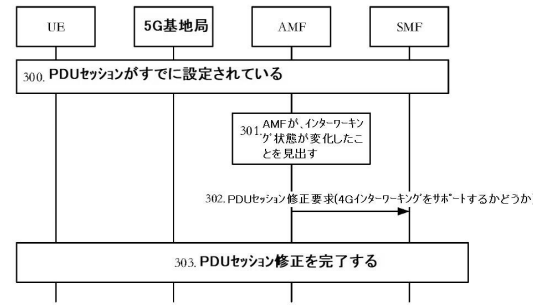 UE
5G基地局
AMF
SMF
300. PDUセッションがすでに設定されている
301. AMFが、インターワーキン
グ状態が変化したこ
とを見出す
302. PDUセッション修正要求(4Gインターワーキングをサポートするかどうか
303. PDUセッション修正を完了する